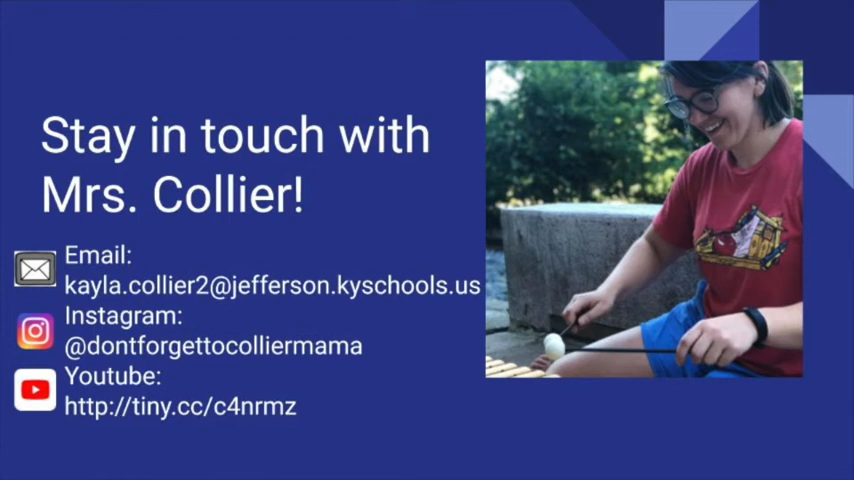 Stay in touch with
Mrs. Collier!
Email:
kayla.collier2@jefferson.kyschools.us
Instagram:
@dontforgettocolliermama
Youtube:
http://tiny.cc/c4nrmz